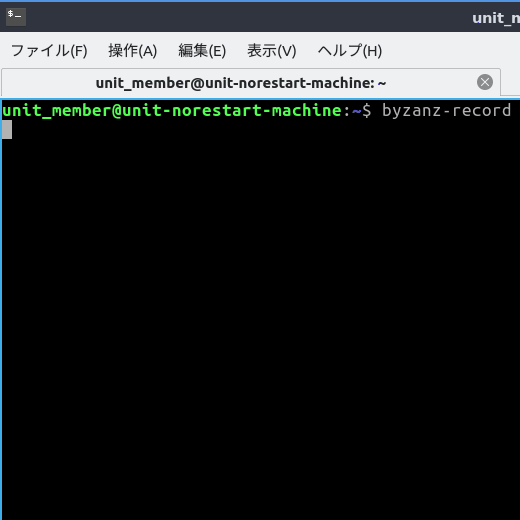 unit_m
ファイル(F) 操作(A) 編集(E) 表示(V) ヘルプ(H)
unit_member@unit-norestart-machine: ~
unit_member@unit-norestart-machine:~$ byzanz-record